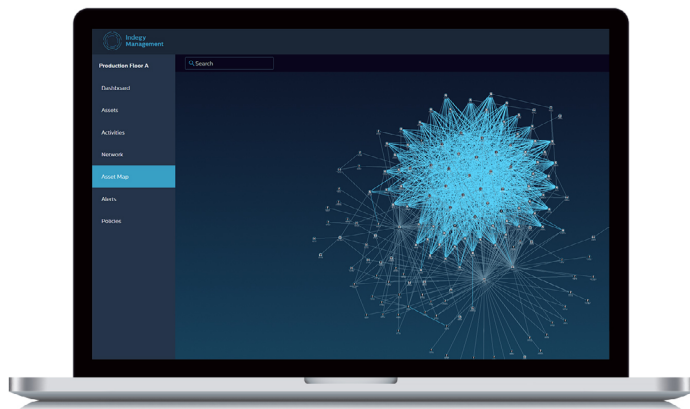 Indegy
Management
Production Floor A
Search
Dashboard
Assets
Activities
Network
Asset Map
Alerts
Policies